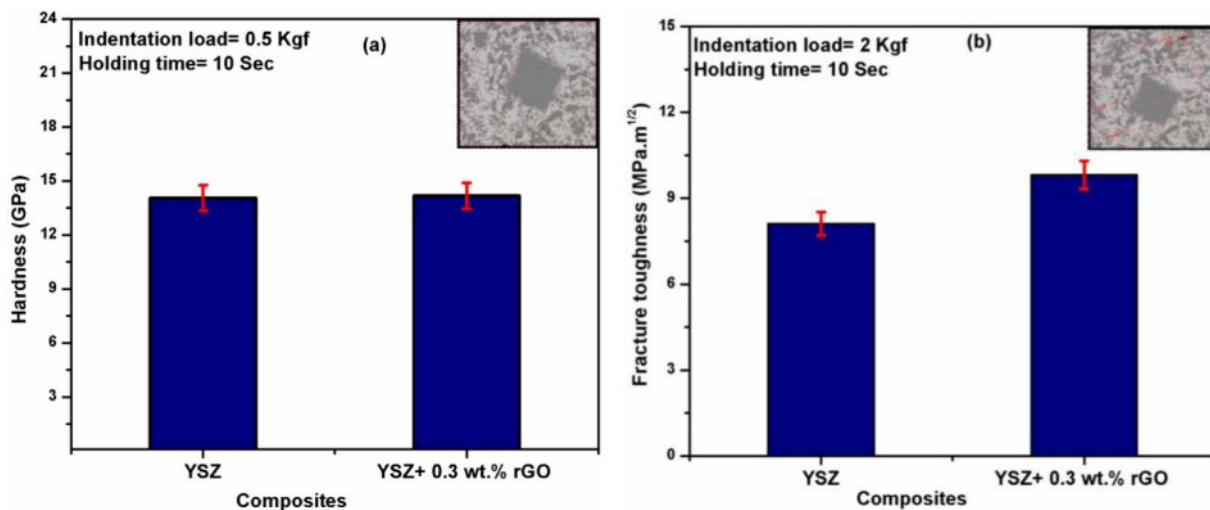 Indentation load= 0.5 Kgf
Holding time= 10 Sec
(a)
Hardness (GPa)
24
21
18
15
12
9
6
3
YSZ
YSZ+ 0.3 wt.% rGO
Composites
Indentation load= 2 Kgf
Holding time= 10 Sec
(b)
Fracture toughness (MPa.m1/2)
15
12
9
6
3
0
YSZ
YSZ+ 0.3 wt.% rGO
Composites